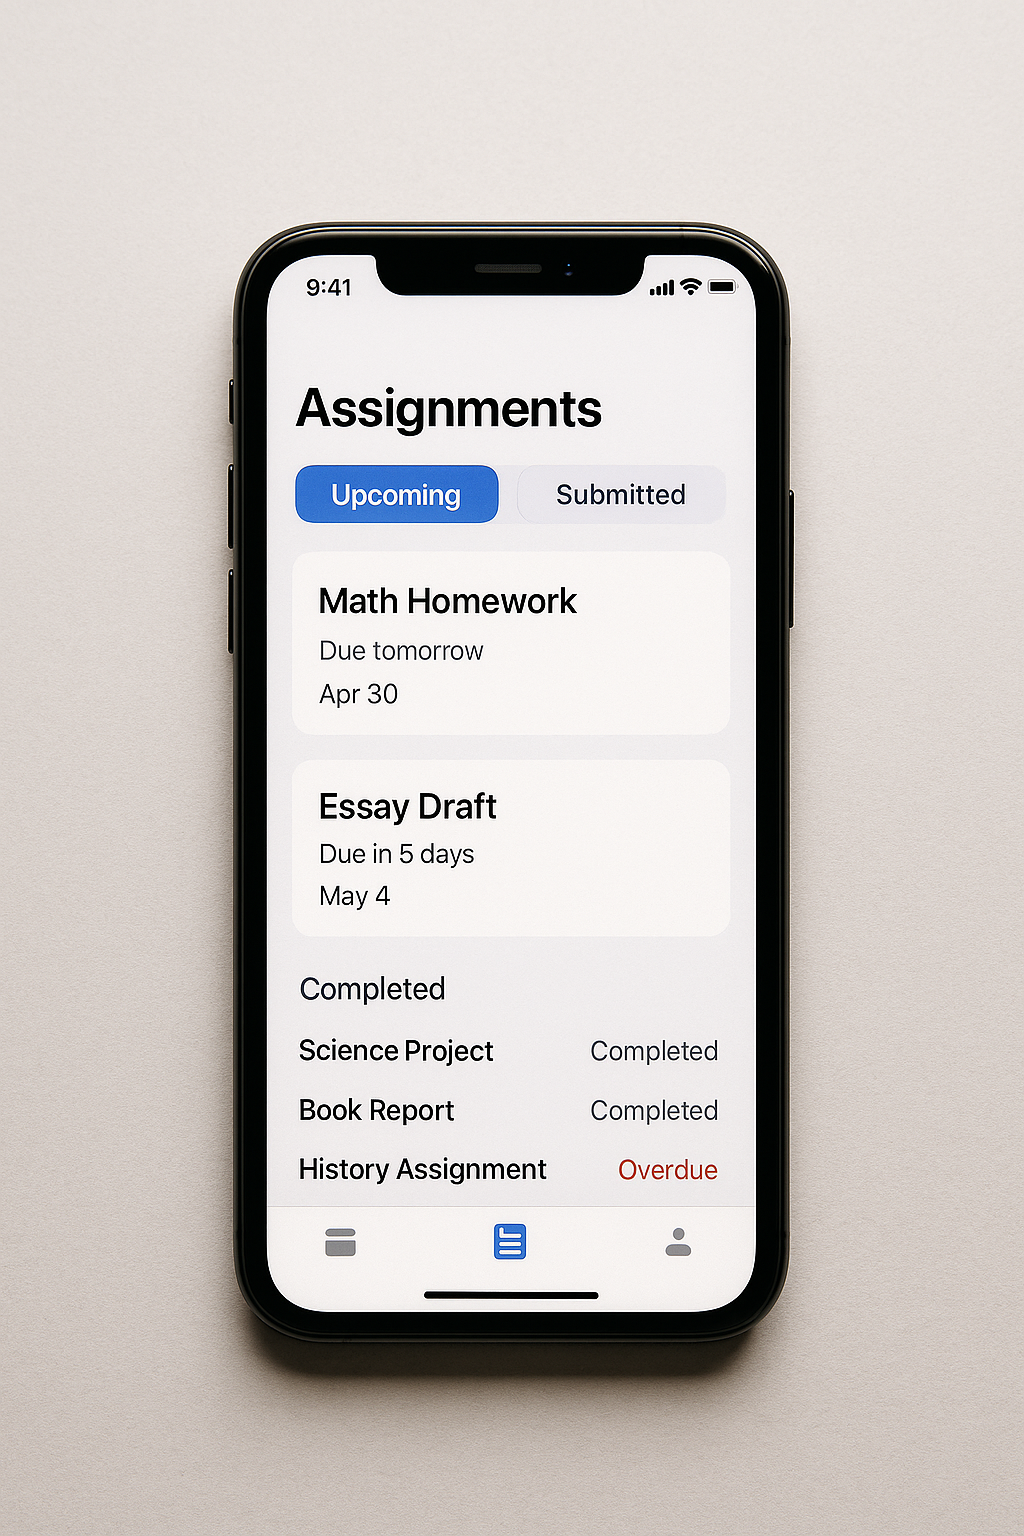 9:41
Assignments
Upcoming Submitted
Math Homework
Due tomorrow
Apr 30
Essay Draft
Due in 5 days
May 4
Completed
Science Project Completed
Book Report Completed
History Assignment Overdue